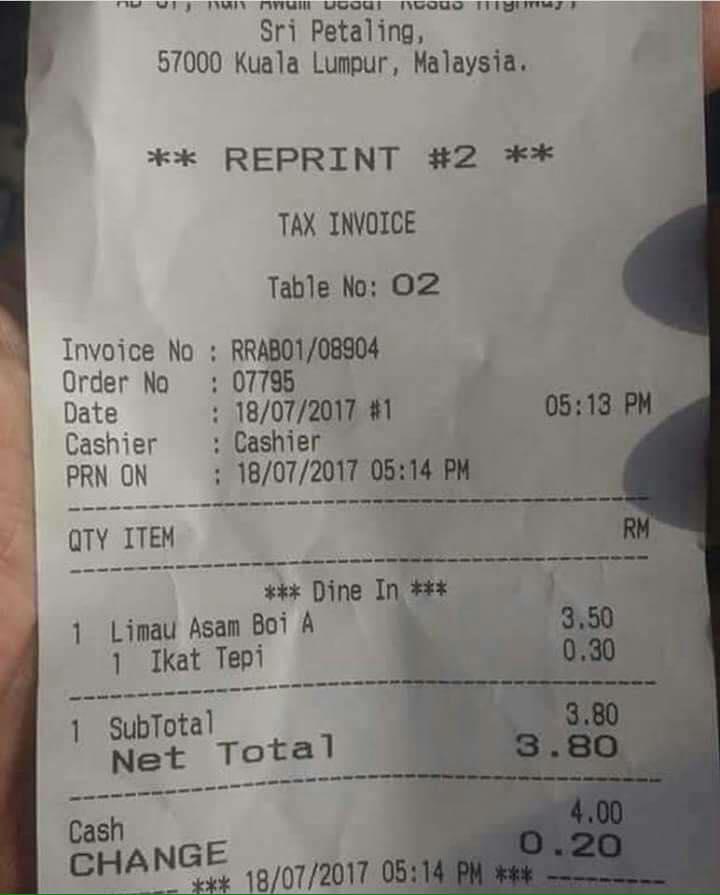 Sri Petaling,
57000 Kuala Lumpur, Malaysia.
** REPRINT #2 **
TAX INVOICE
Table No: 02
Invoice No : RRAB01/08904
Order No : 07795
Date : 18/07/2017 #1 05:13 PM
Cashier : Cashier
PRN ON : 18/07/2017 05:14 PM
QTY ITEM RM
*** Dine In ***
1 Limau Asam Boi A 3.50
1 Ikat Tepi 0.30
1 SubTotal 3.80
Net Total 3.80
Cash 4.00
CHANGE 0.20
*** 18/07/2017 05:14 PM ***